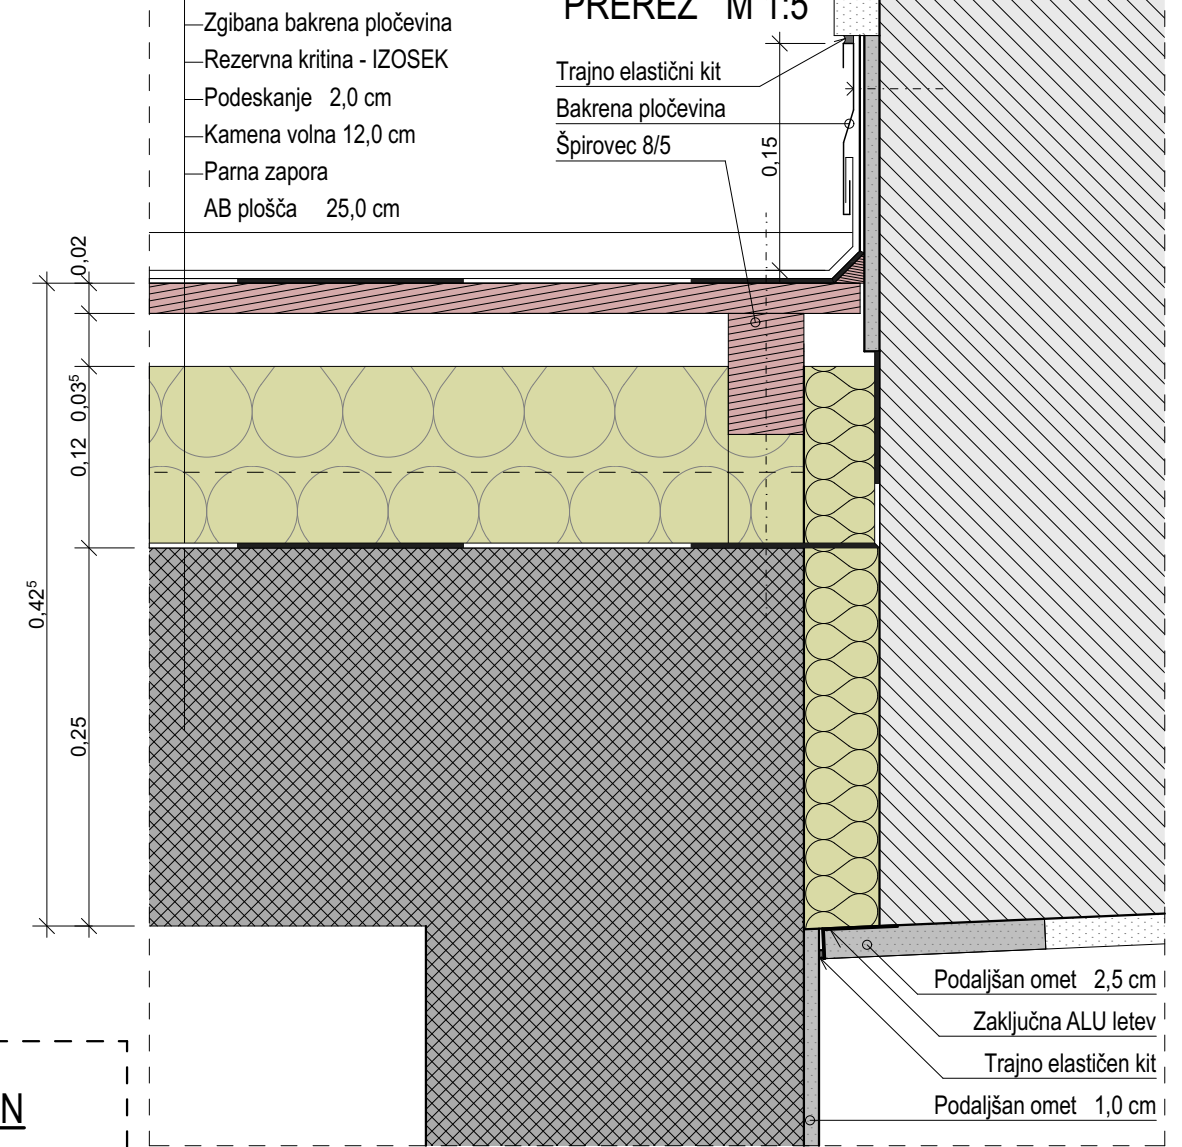 PREREZ M 1:5
Zgibana bakrena pločevina
Rezervna kritina - IZOSEK
Podeskanje 2,0 cm
Kamena volna 12,0 cm
Parna zapora
AB plošča 25,0 cm
Trajno elastični kit
Bakrena pločevina
Špirovec 8/5
0,15
0,02
0,03⁵
0,12
0,42⁵
0,25
Podaljšan omet 2,5 cm
Zaključna ALU letev
Trajno elastičen kit
Podaljšan omet 1,0 cm